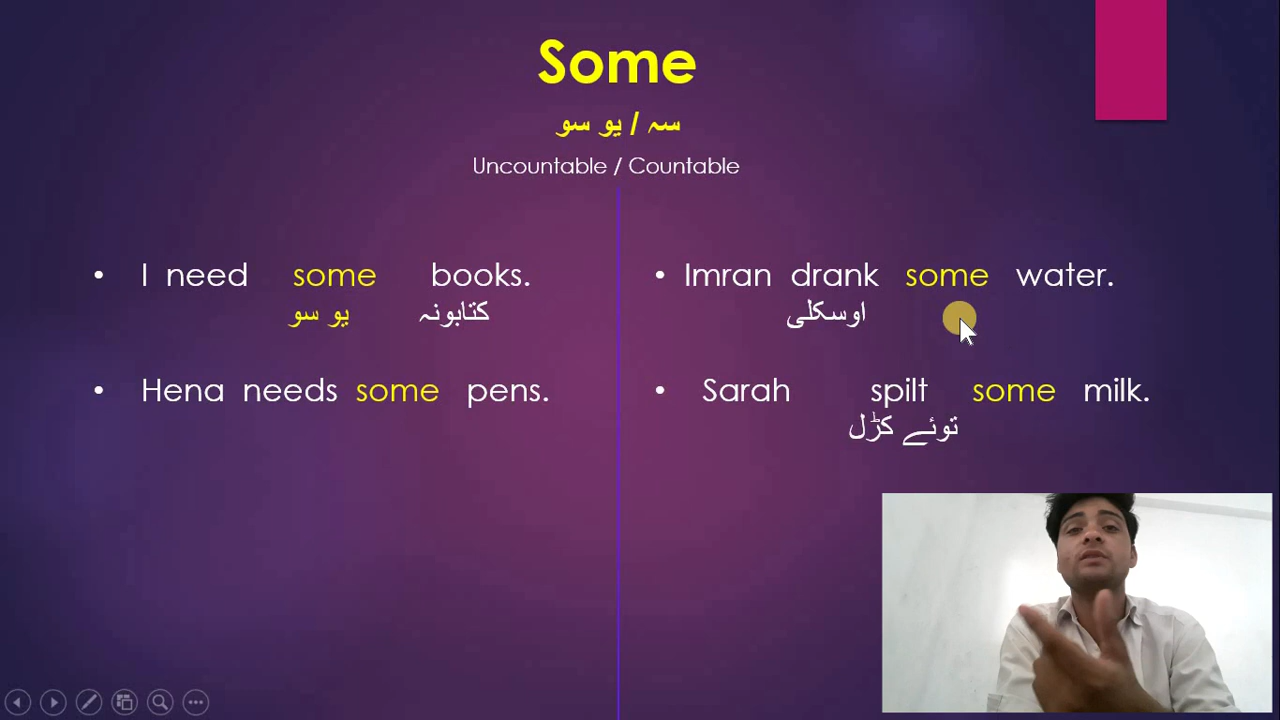 Some
سہ / یو سو
Uncountable / Countable
• I need some books.
یو سو کتابونہ
• Hena needs some pens.
• Imran drank some water.
اوسکلی
• Sarah spilt some milk.
توئے کڑل